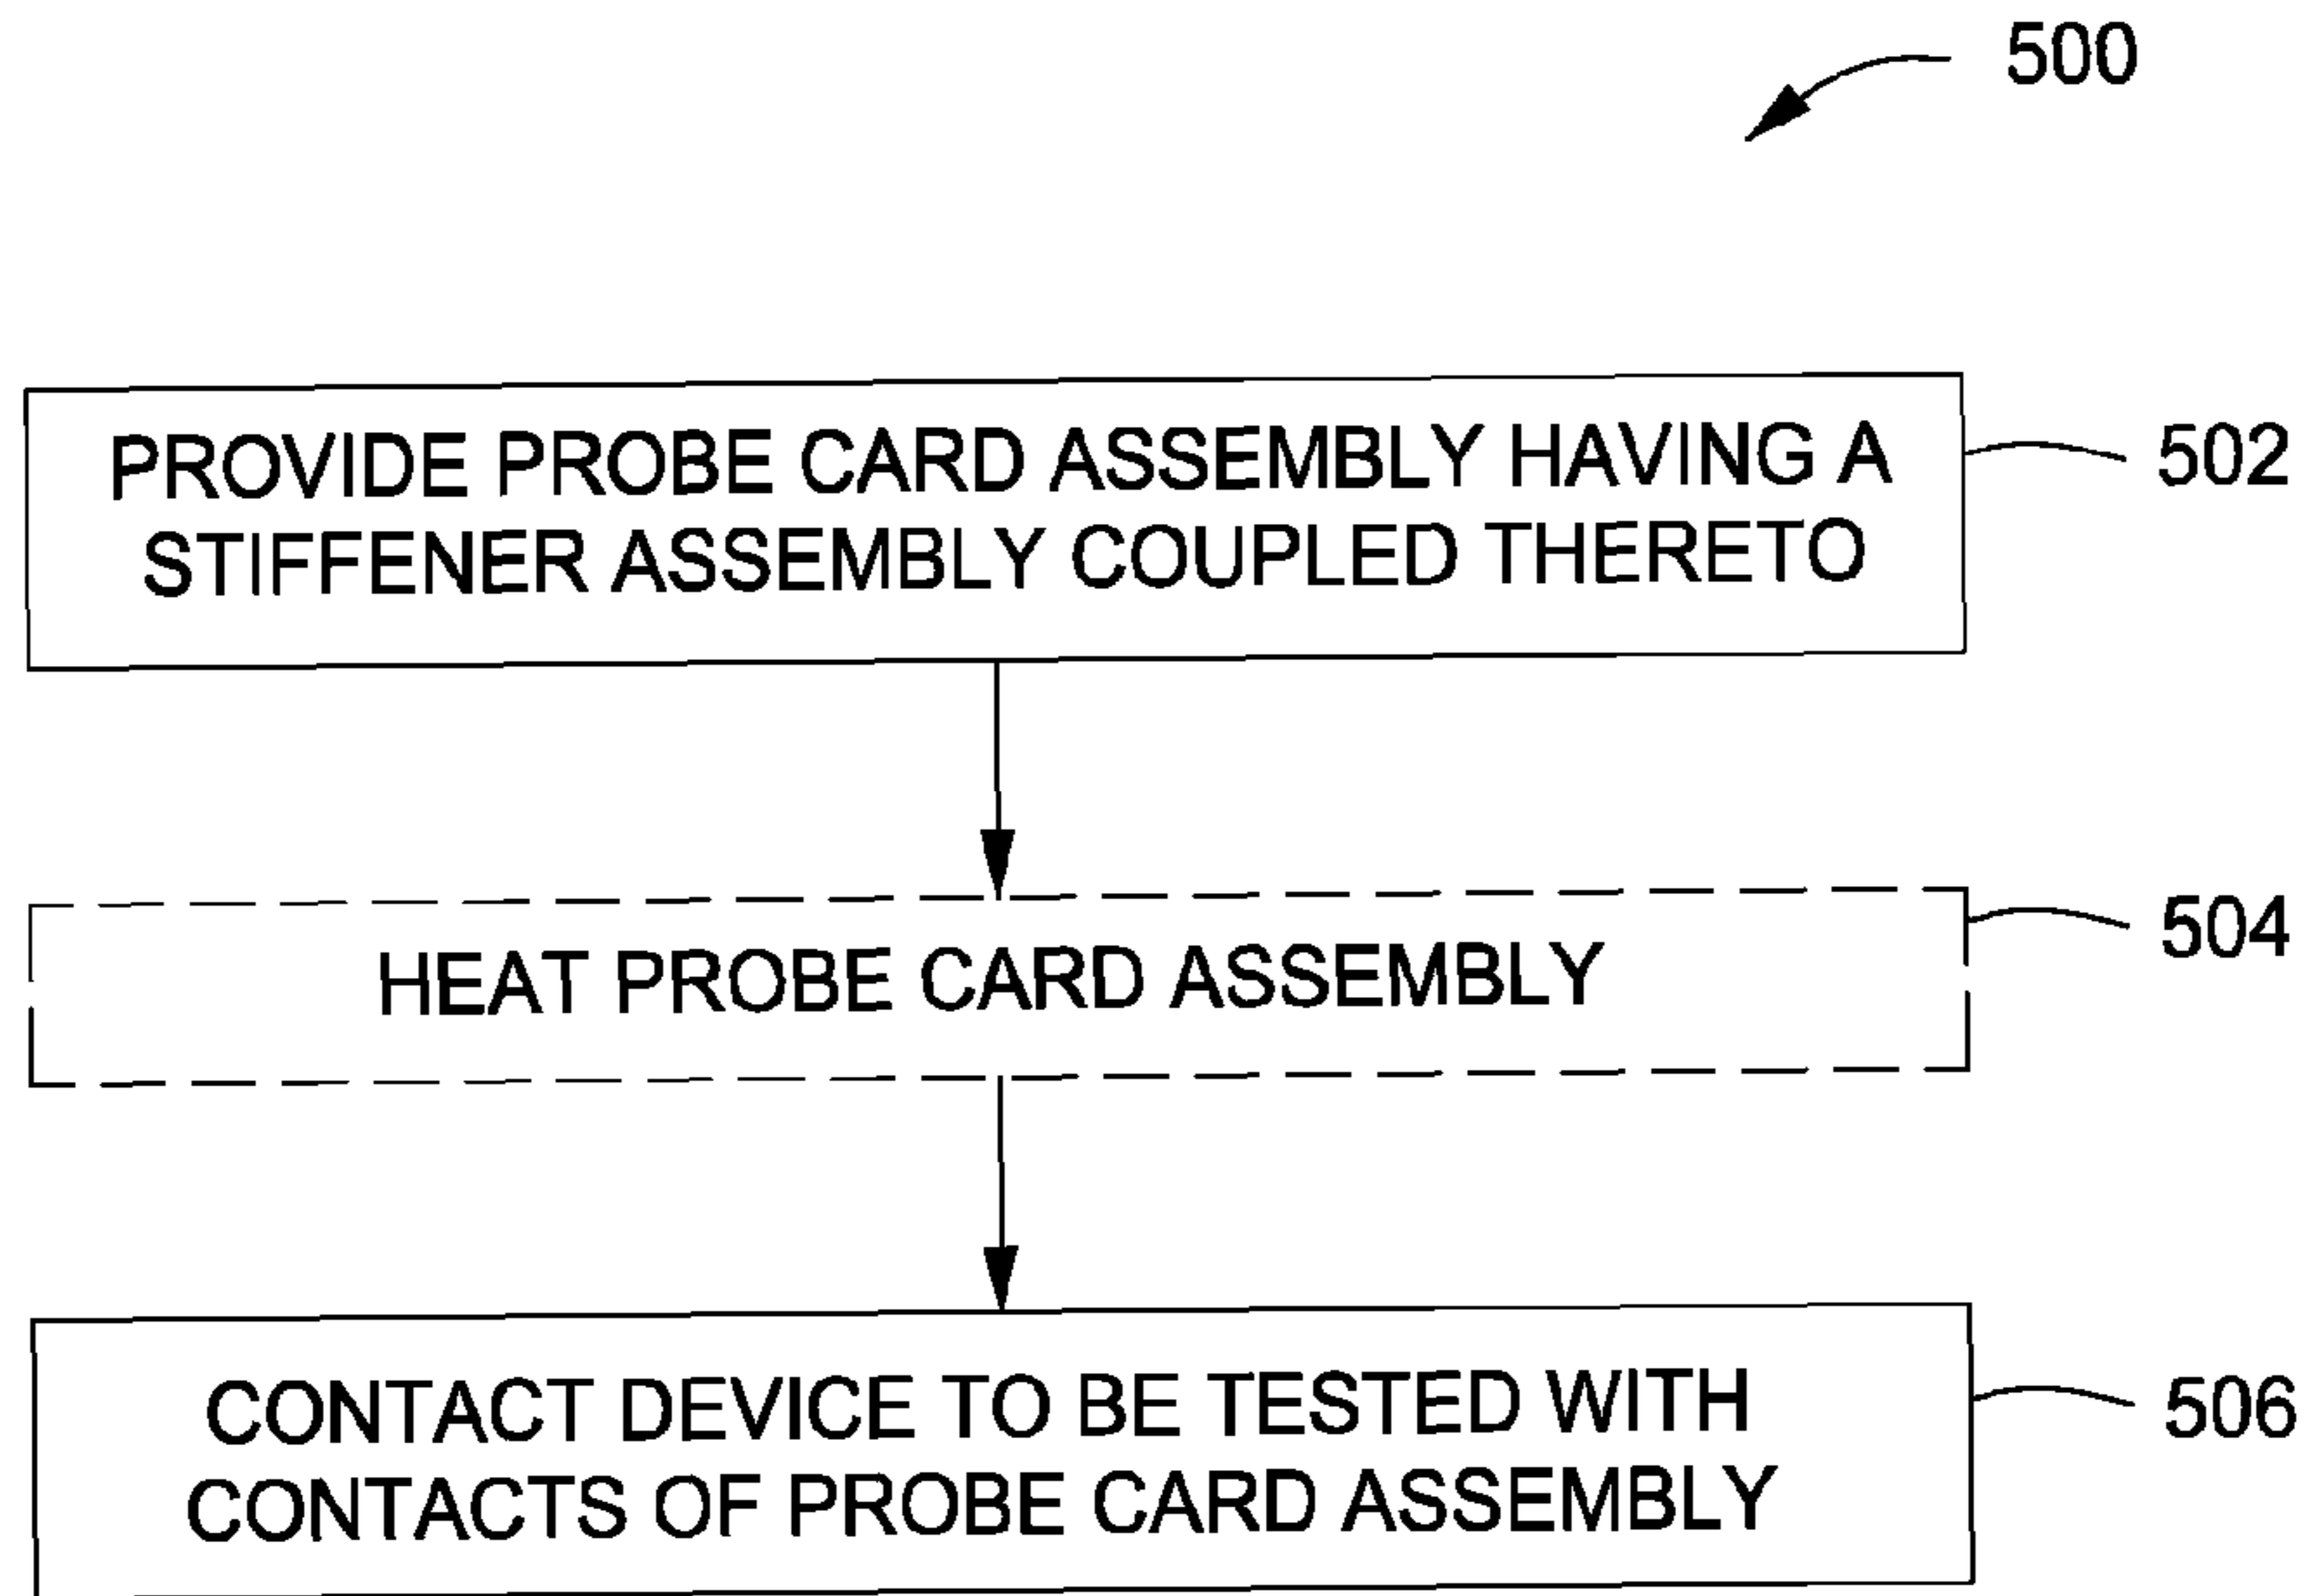 500
PROVIDE PROBE CARD ASSEMBLY HAVING A
STIFFENER ASSEMBLY COUPLED THERETO
502
HEAT PROBE CARD ASSEMBLY
504
CONTACT DEVICE TO BE TESTED WITH
CONTACTS OF PROBE CARD ASSEMBLY
506